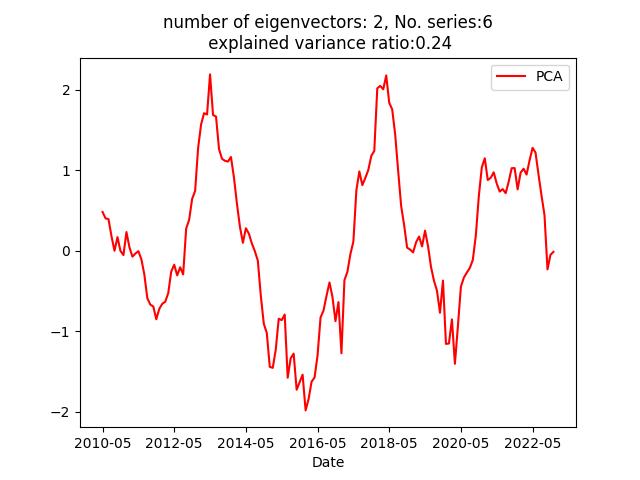 number of eigenvectors: 2, No. series:6
explained variance ratio:0.24
PCA
2
1
0
−1
−2
2010-05 2012-05 2014-05 2016-05 2018-05 2020-05 2022-05
Date